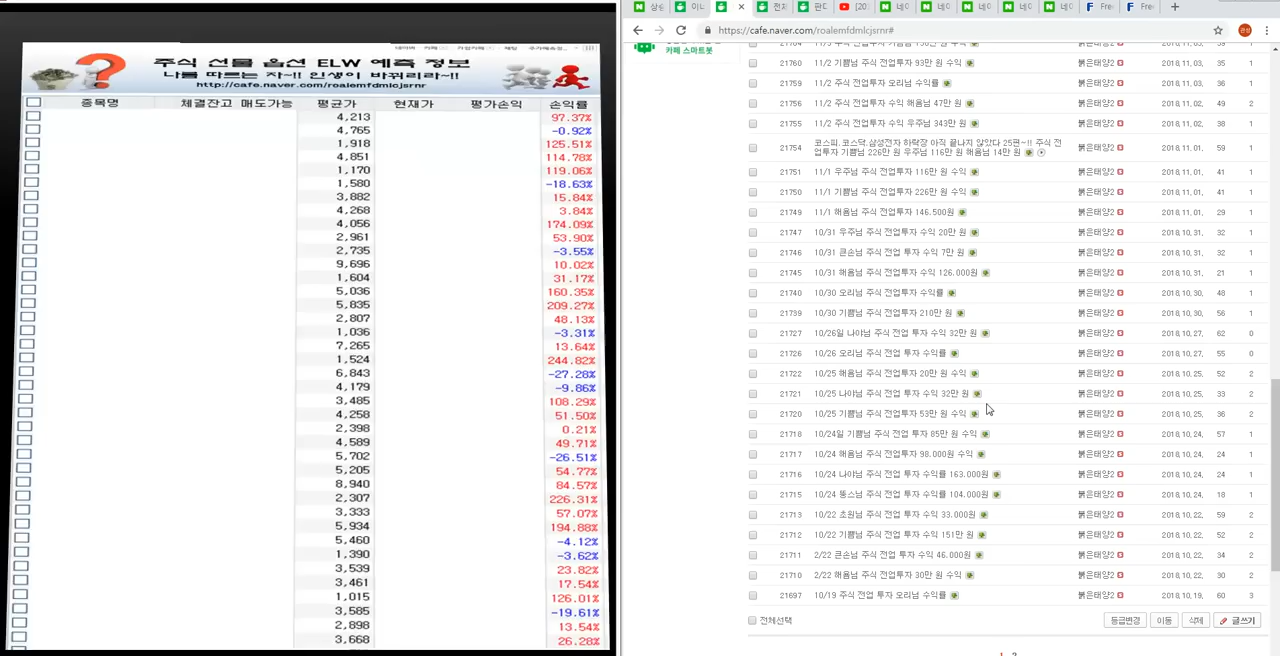 주식 선물 옵션 ELW 예측 정보
나를 따르는 자~!! 인생이 바뀌리라~!!
http://cafe.naver.com/roalemfdmlcjsrnr
종목명 체결잔고 매도가능 평균가 현재가 평가손익 손익률
4,213 97.37%
4,765 -0.92%
1,918 125.51%
4,851 114.78%
1,170 119.06%
1,580 -18.63%
3,882 15.84%
4,268 3.84%
4,056 174.09%
2,961 53.90%
2,735 -3.55%
9,696 10.02%
1,604 31.17%
5,036 160.35%
5,835 209.27%
2,807 48.13%
1,036 -3.31%
7,265 13.64%
1,524 244.82%
6,843 -27.28%
4,179 -9.86%
3,485 108.29%
4,258 51.50%
2,398 0.21%
4,589 49.71%
5,702 -26.51%
5,205 54.77%
8,940 84.57%
2,307 226.31%
3,333 57.07%
5,934 194.88%
5,460 -4.12%
1,390 -3.62%
3,539 23.82%
3,461 17.54%
1,015 126.01%
3,585 -19.61%
2,898 13.54%
3,668 26.28%
https://cafe.naver.com/roalemfdmlcjsrnr#
카페 스마트봇
21760 11/2 기쁨님 주식 전업투자 93만 원 수익 붉은태양2 2018.11.03. 35 1
11/2 주식 전업투자 오리님 수익률 붉은태양2 2018.11.03. 36 1
21756 11/2 주식 전업투자 수익 해음님 47만 원 붉은태양2 2018.11.02. 49 2
21755 11/2 주식 전업투자 수익 우주님 343만 원 붉은태양2 2018.11.02. 38 1
21754 코스피.코스닥.삼성전자 하락장 아직 끝나지 않았다 25편~!! 주식 전업투자 기쁨님 226만 원 우주님 116만 원 해음님 14만 원 붉은태양2 2018.11.01. 59 1
21751 11/1 우주님 주식 전업투자 116만 원 수익 붉은태양2 2018.11.01. 41 1
21750 11/1 기쁨님 주식 전업투자 226만 원 수익 붉은태양2 2018.11.01. 41 1
21749 11/1 해음님 주식 전업투자 146.500원 붉은태양2 2018.11.01. 29 1
21747 10/31 우주님 주식 전업투자 수익 20만 원 붉은태양2 2018.10.31. 32 1
21746 10/31 큰손님 주식 전업투자 수익 7만 원 붉은태양2 2018.10.31. 32 1
21745 10/31 해음님 주식 전업투자 수익 126.000원 붉은태양2 2018.10.31. 21 1
21740 10/30 오리님 주식 전업투자 수익률 붉은태양2 2018.10.30. 48 1
21739 10/30 기쁨님 주식 전업투자 210만 원 붉은태양2 2018.10.30. 56 1
21727 10/26일 나야님 주식 전업 투자 수익 32만 원 붉은태양2 2018.10.27. 62 0
21726 10/26 오리님 주식 전업 투자 수익률 붉은태양2 2018.10.27. 55 0
21722 10/25 해음님 주식 전업 투자 20만 원 수익 붉은태양2 2018.10.25. 52 2
21721 10/25 나야님 주식 전업 투자 수익 32만 원 붉은태양2 2018.10.25. 33 2
21720 10/25 기쁨님 주식 전업 투자 53만 원 수익 붉은태양2 2018.10.25. 36 1
21718 10/24일 기쁨님 주식 전업 투자 85만 원 수익 붉은태양2 2018.10.24. 57 1
21717 10/24 해음님 주식 전업 투자 98.000원 수익 붉은태양2 2018.10.24. 24 1
21716 10/24 나야님 주식 전업 투자 수익률 163.000원 붉은태양2 2018.10.24. 24 1
21715 10/24 똥스님 주식 전업 투자 수익률 104.000원 붉은태양2 2018.10.24. 18 1
21713 10/22 초원님 주식 전업 투자 수익 33.000원 붉은태양2 2018.10.22. 59 2
21712 10/22 기쁨님 주식 전업 투자 수익 151만 원 붉은태양2 2018.10.22. 52 2
21711 2/22 큰손님 주식 전업 투자 수익 46.000원 붉은태양2 2018.10.22. 34 2
21710 2/22 해음님 주식 전업 투자 30만 원 수익 붉은태양2 2018.10.22. 30 2
21697 10/19 주식 전업 투자 오리님 수익률 붉은태양2 2018.10.19. 60 3
전체선택 등급변경 이동 삭제 글쓰기
1 2